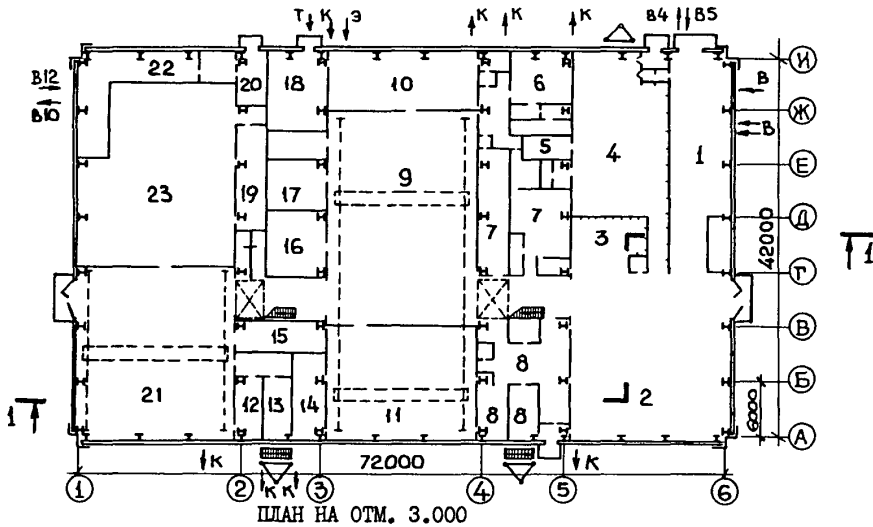 Т К Э К К К В4 В5
22 20 18 10 6 И
В12 В
В10 Ж
В
5 4 1
23 19 17 9 Е
7 7 Д
16 3
42000
1 Г 1
15 В
8
21 12 13 14 11 8 8 2 Б
6000
1 А
К 72000 К
1 2 К К 3 4 5 6
ПЛАН НА ОТМ. 3.000